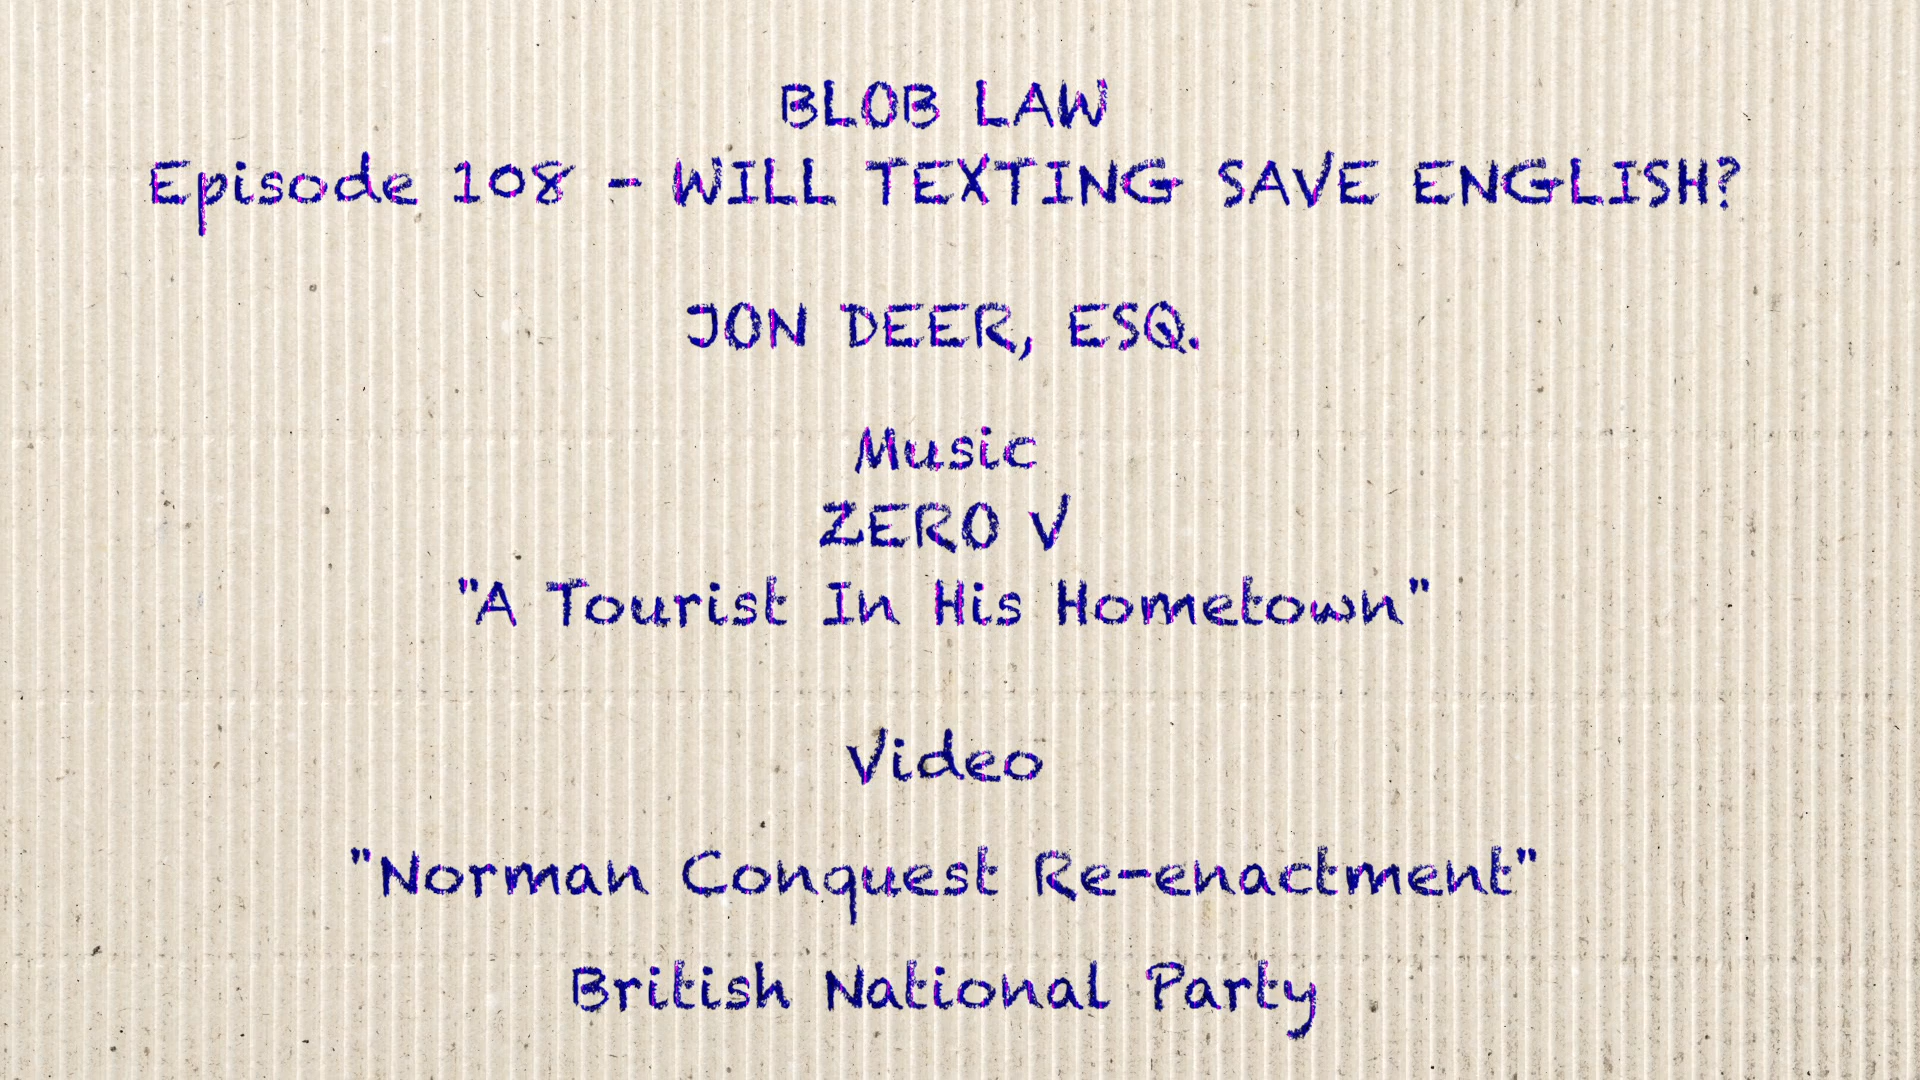 BLOB LAW
Episode 108 - WILL TEXTING SAVE ENGLISH?
JON DEER, ESQ.
Music
ZERO V
"A Tourist In His Hometown"
Video
"Norman Conquest Re-enactment"
British National Party